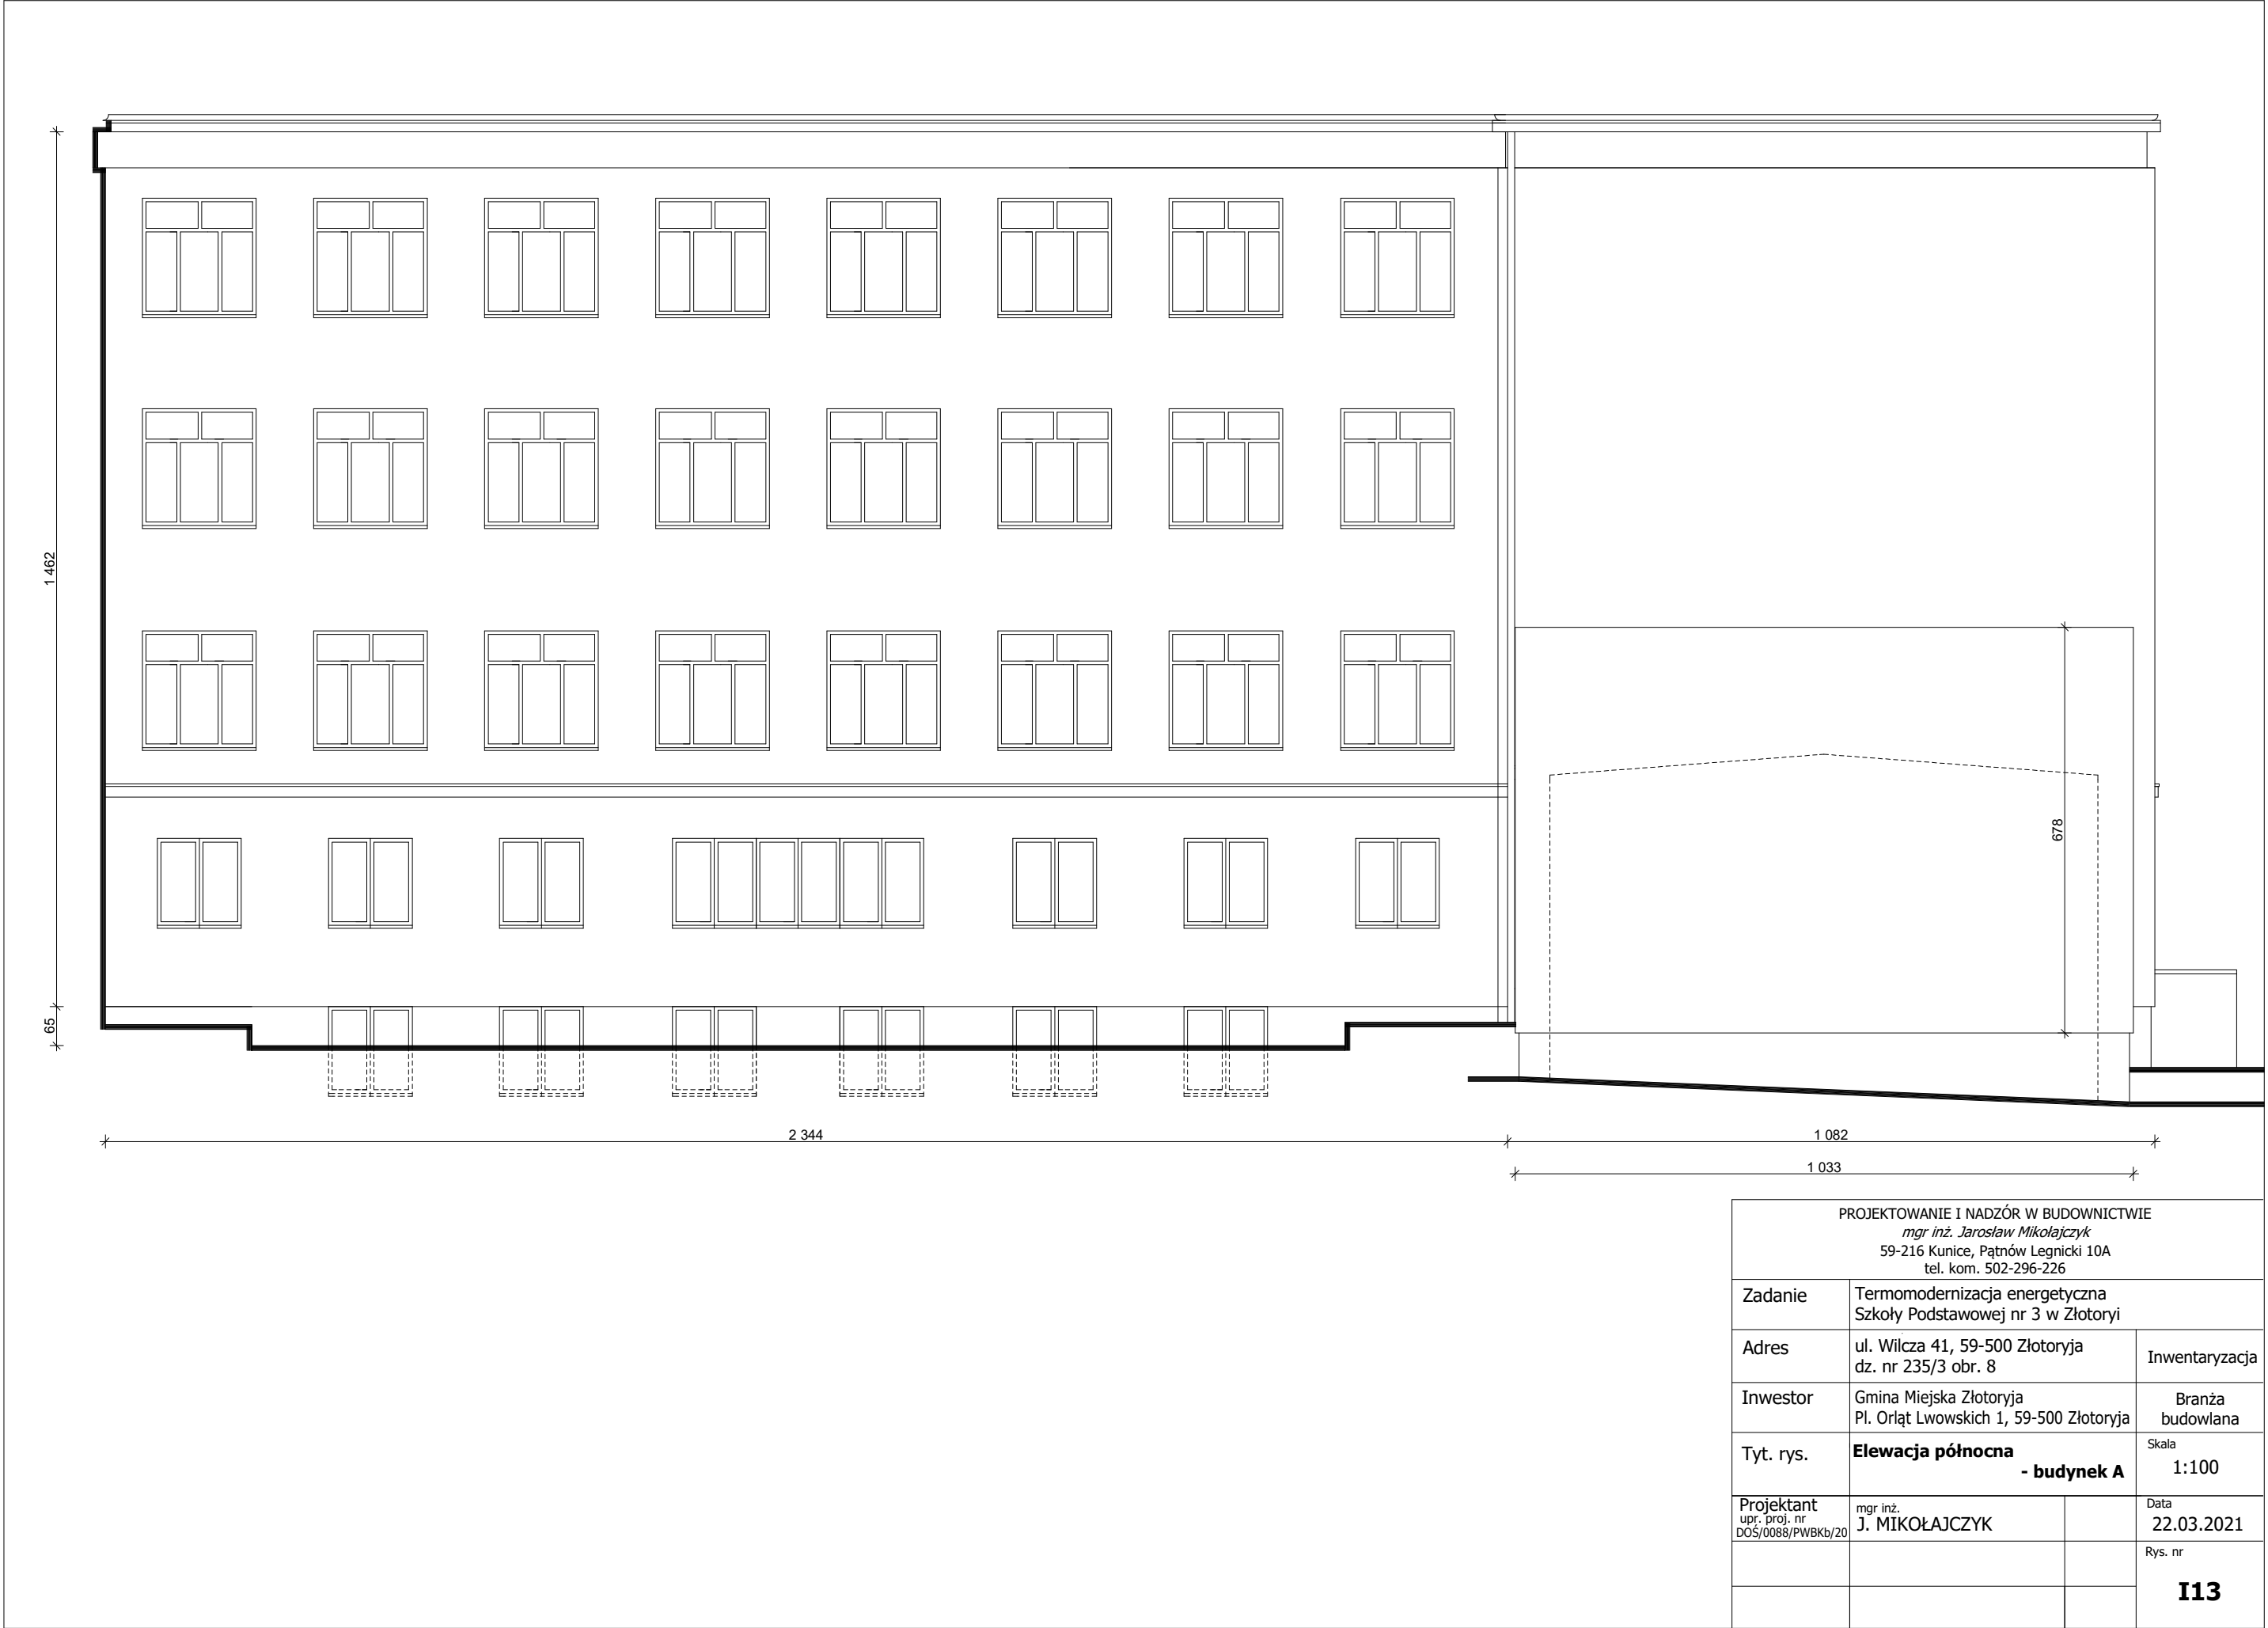 1 462
65
678
2 344
1 082
1 033
PROJEKTOWANIE I NADZÓR W BUDOWNICTWIE
mgr inż. Jarosław Mikołajczyk
59-216 Kunice, Pątnów Legnicki 10A
tel. kom. 502-296-226
Zadanie
Termomodernizacja energetyczna
Szkoły Podstawowej nr 3 w Złotoryi
Adres
ul. Wilcza 41, 59-500 Złotoryja
dz. nr 235/3 obr. 8
Inwentaryzacja
Inwestor
Gmina Miejska Złotoryja
Pl. Orląt Lwowskich 1, 59-500 Złotoryja
Branża
budowlana
Tyt. rys.
Elewacja północna
- budynek A
Skala
1:100
Projektant
upr. proj. nr
DOŚ/0088/PWBKb/20
mgr inż.
J. MIKOŁAJCZYK
Data
22.03.2021
Rys. nr
I13